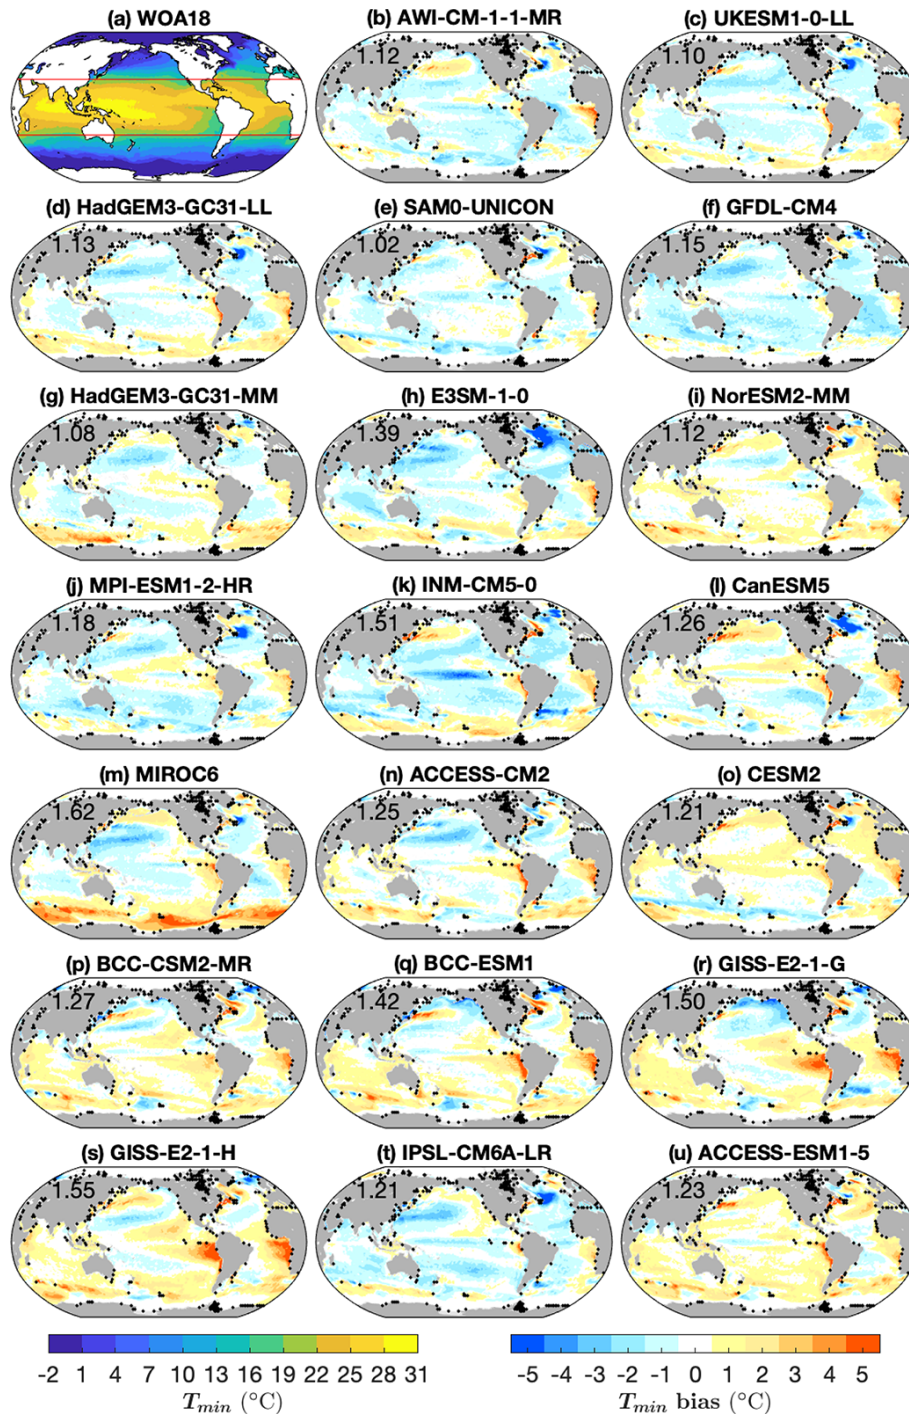 (a) WOA18
(b) AWI-CM-1-1-MR
(c) UKESM1-0-LL
1.12
1.10
(d) HadGEM3-GC31-LL
(e) SAM0-UNICON
(f) GFDL-CM4
1.13
1.02
1.15
(g) HadGEM3-GC31-MM
(h) E3SM-1-0
(i) NorESM2-MM
1.08
1.39
1.12
(j) MPI-ESM1-2-HR
(k) INM-CM5-0
(l) CanESM5
1.18
1.51
1.26
(m) MIROC6
(n) ACCESS-CM2
(o) CESM2
1.62
1.25
1.21
(p) BCC-CSM2-MR
(q) BCC-ESM1
(r) GISS-E2-1-G
1.27
1.42
1.50
(s) GISS-E2-1-H
(t) IPSL-CM6A-LR
(u) ACCESS-ESM1-5
1.55
1.21
1.23
-2 1 4 7 10 13 16 19 22 25 28 31
-5 -4 -3 -2 -1 0 1 2 3 4 5
T_min (°C)
T_min bias (°C)